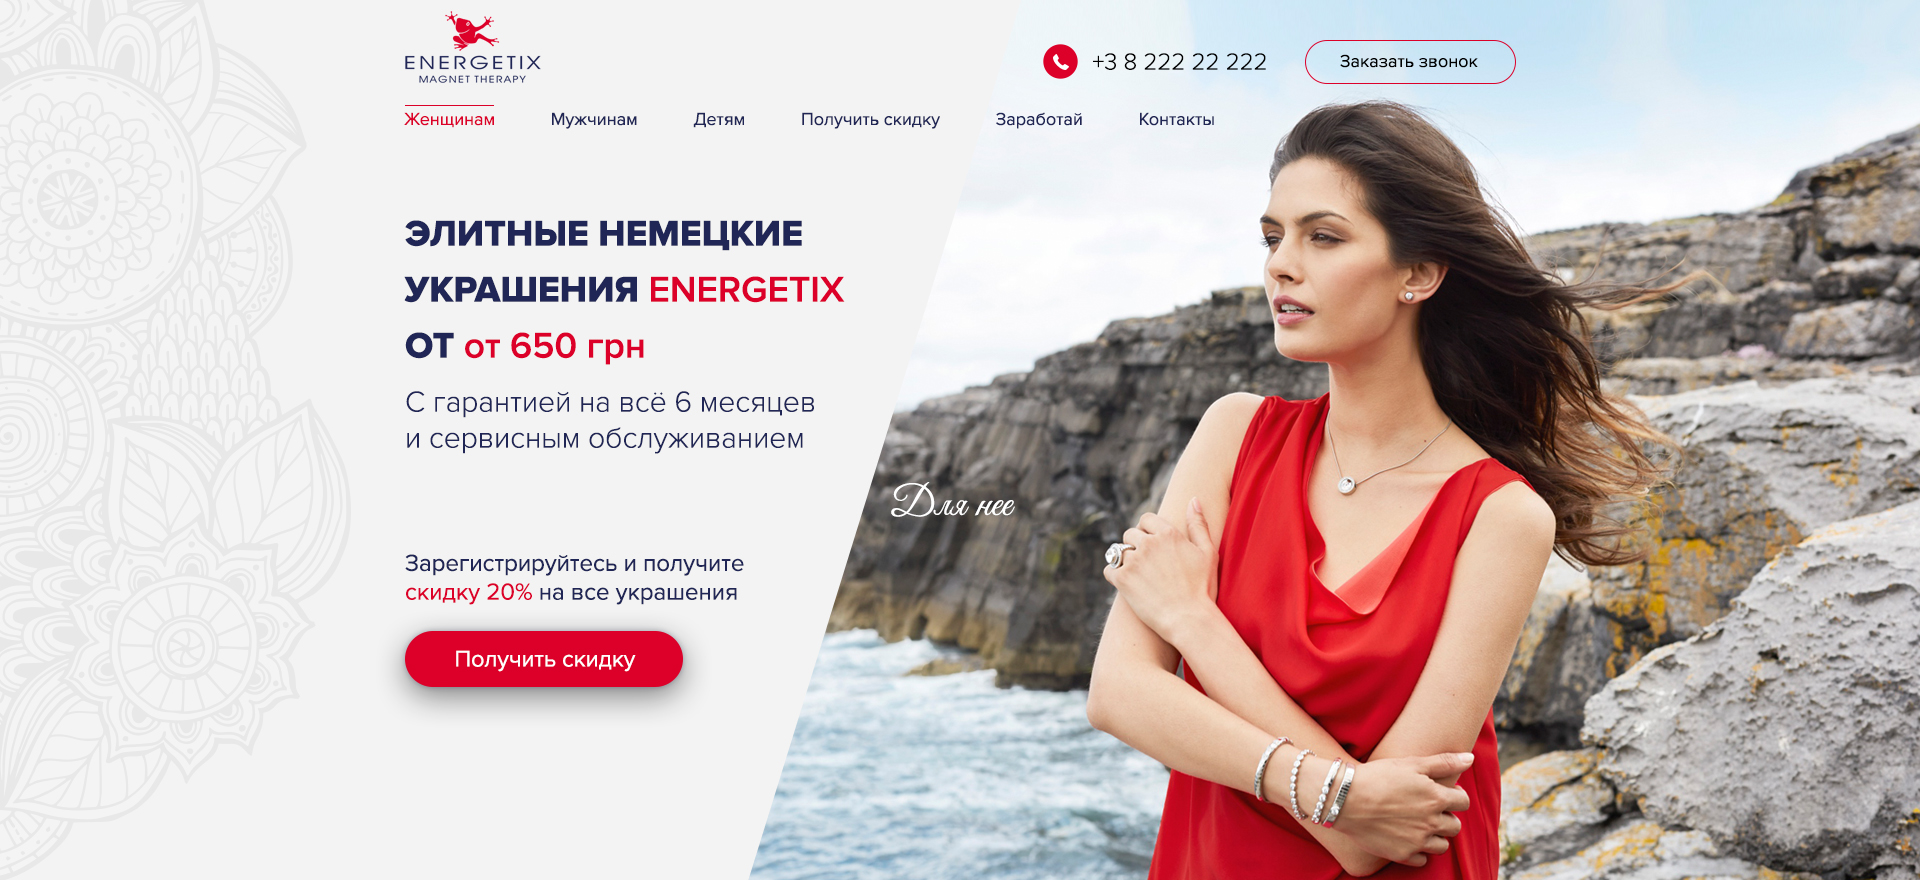 ENERGETIX
MAGNET THERAPY
+3 8 222 22 222
Заказать звонок
Женщинам
Мужчинам
Детям
Получить скидку
Заработай
Контакты
ЭЛИТНЫЕ НЕМЕЦКИЕ
УКРАШЕНИЯ ENERGETIX
ОТ от 650 грн
С гарантией на всё 6 месяцев
и сервисным обслуживанием
Для нее
Зарегистрируйтесь и получите
скидку 20% на все украшения
Получить скидку